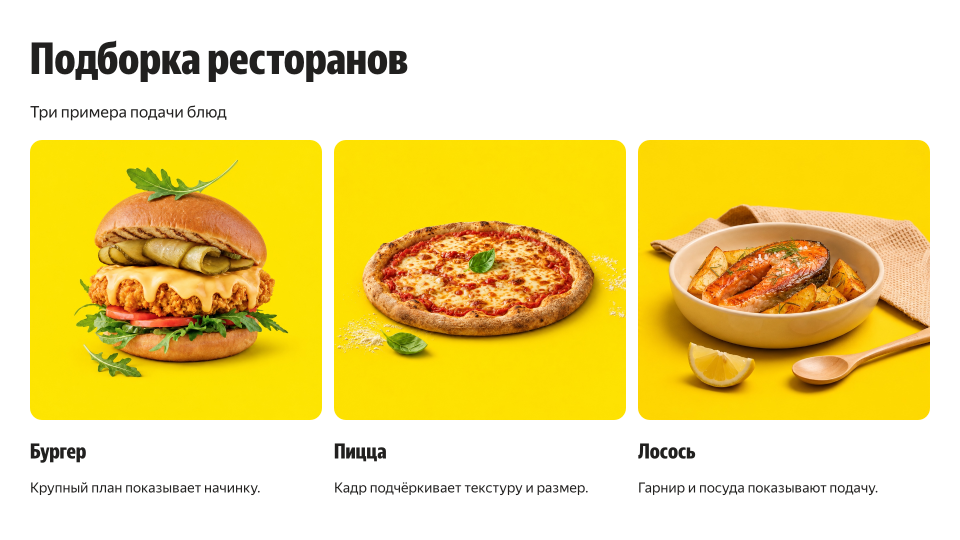 Подборка ресторанов
Три примера подачи блюд
Бургер
Пицца
Лосось
Крупный план показывает начинку.
Кадр подчёркивает текстуру и размер.
Гарнир и посуда показывают подачу.